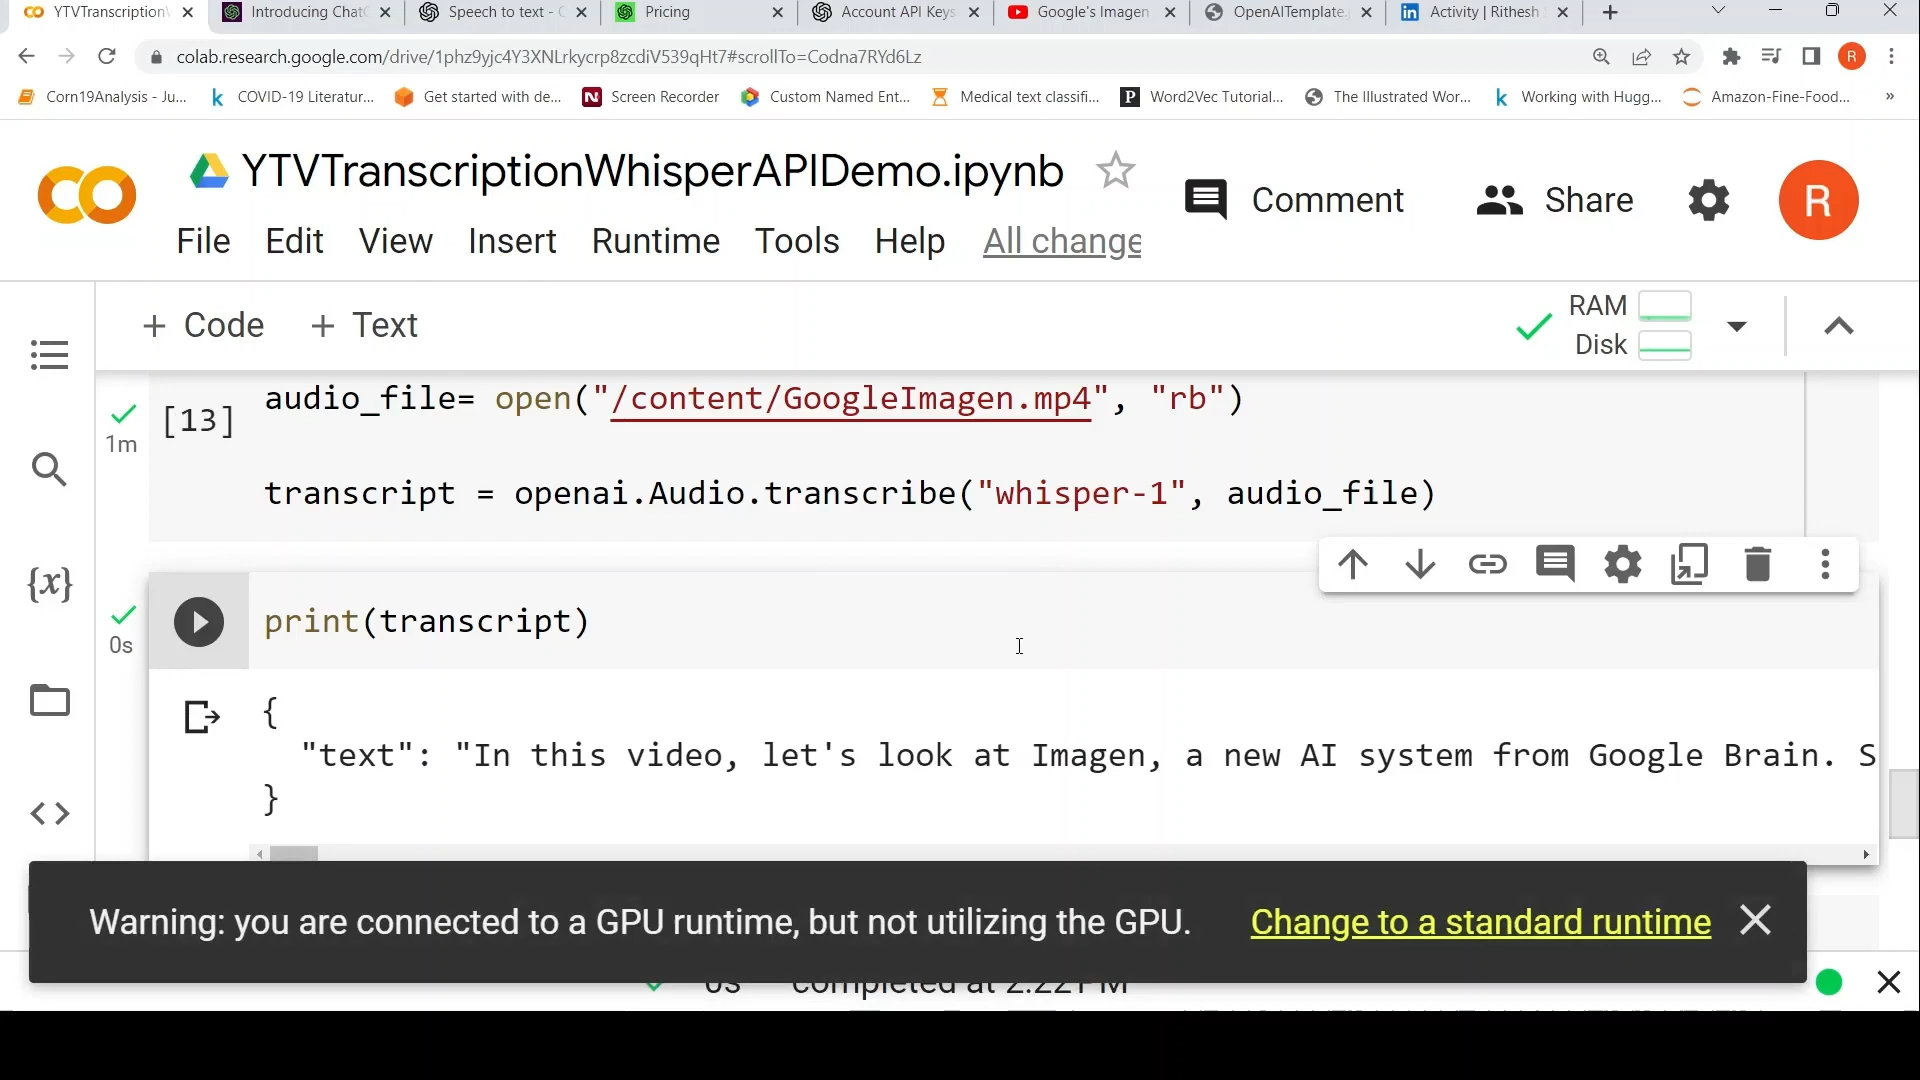 YTVTranscription\
Introducing Chat
Speech to text -
Pricing
Account API Keys
Google's Imagen
OpenAITemplate.
Activity | Rithesh
colab.research.google.com/drive/1phz9yjc4Y3XNLrkycrp8zcdiV539qHt7#scrollTo=Codna7RYd6Lz
R
Corn19Analysis - Ju...
COVID-19 Literatur...
Get started with de...
N
Screen Recorder
Custom Named Ent...
Medical text classifi...
P
Word2Vec Tutorial...
The Illustrated Wor...
k
Working with Hugg...
Amazon-Fine-Food...
»
YTVTranscriptionWhisperAPIDemo.ipynb
Comment
Share
R
File Edit View Insert Runtime Tools Help All change
+ Code + Text
RAM
Disk
[13]
1m
audio_file= open("/content/GoogleImagen.mp4", "rb")
transcript = openai.Audio.transcribe("whisper-1", audio_file)
{x}
0s
print(transcript)
{
"text": "In this video, let's look at Imagen, a new AI system from Google Brain. S
}
Warning: you are connected to a GPU runtime, but not utilizing the GPU. Change to a standard runtime
0s completed at 2:22 PM